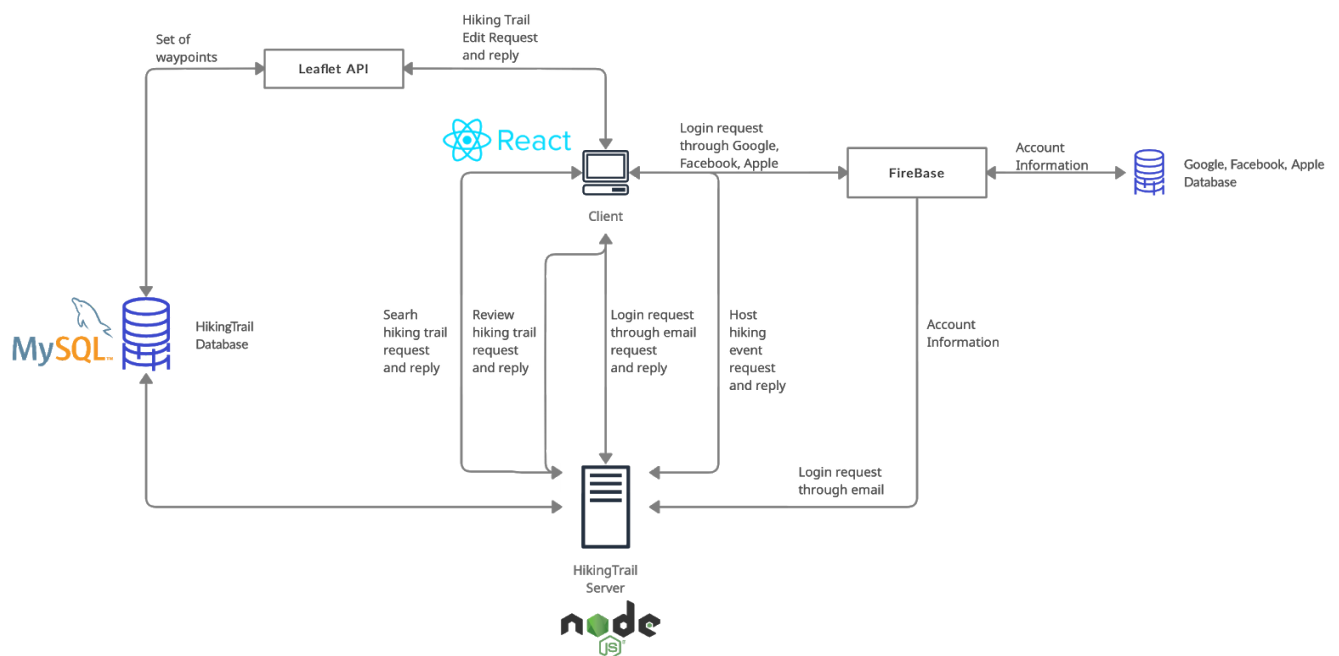 Hiking Trail
Edit Request
and reply
Set of
waypoints
Leaflet API
React
Login request
through Google,
Facebook, Apple
FireBase
Account
Information
Google, Facebook, Apple
Database
Client
MySQL™
HikingTrail
Database
Searh
hiking trail
request
and reply
Review
hiking trail
request
and reply
Login request
through email
request
and reply
Host
hiking
event
request
and reply
Account
Information
Login request
through email
HikingTrail
Server
node
JS®